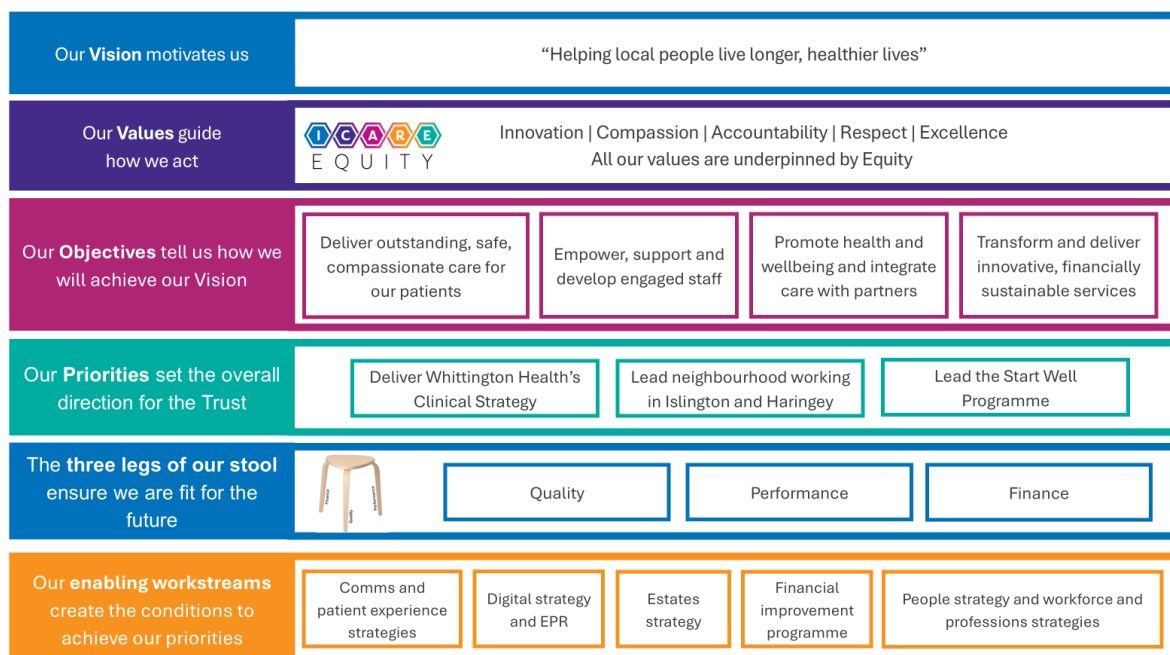 Our Vision motivates us
“Helping local people live longer, healthier lives”
Our Values guide
how we act
ICARE
EQUITY
Innovation | Compassion | Accountability | Respect | Excellence
All our values are underpinned by Equity
Our Objectives tell us how we
will achieve our Vision
Deliver outstanding, safe,
compassionate care for
our patients
Empower, support and
develop engaged staff
Promote health and
wellbeing and integrate
care with partners
Transform and deliver
innovative, financially
sustainable services
Our Priorities set the overall
direction for the Trust
Deliver Whittington Health’s
Clinical Strategy
Lead neighbourhood working
in Islington and Haringey
Lead the Start Well
Programme
The three legs of our stool
ensure we are fit for the
future
Finance
Quality
Performance
Quality
Performance
Finance
Our enabling workstreams
create the conditions to
achieve our priorities
Comms and
patient experience
strategies
Digital strategy
and EPR
Estates
strategy
Financial
improvement
programme
People strategy and workforce and
professions strategies